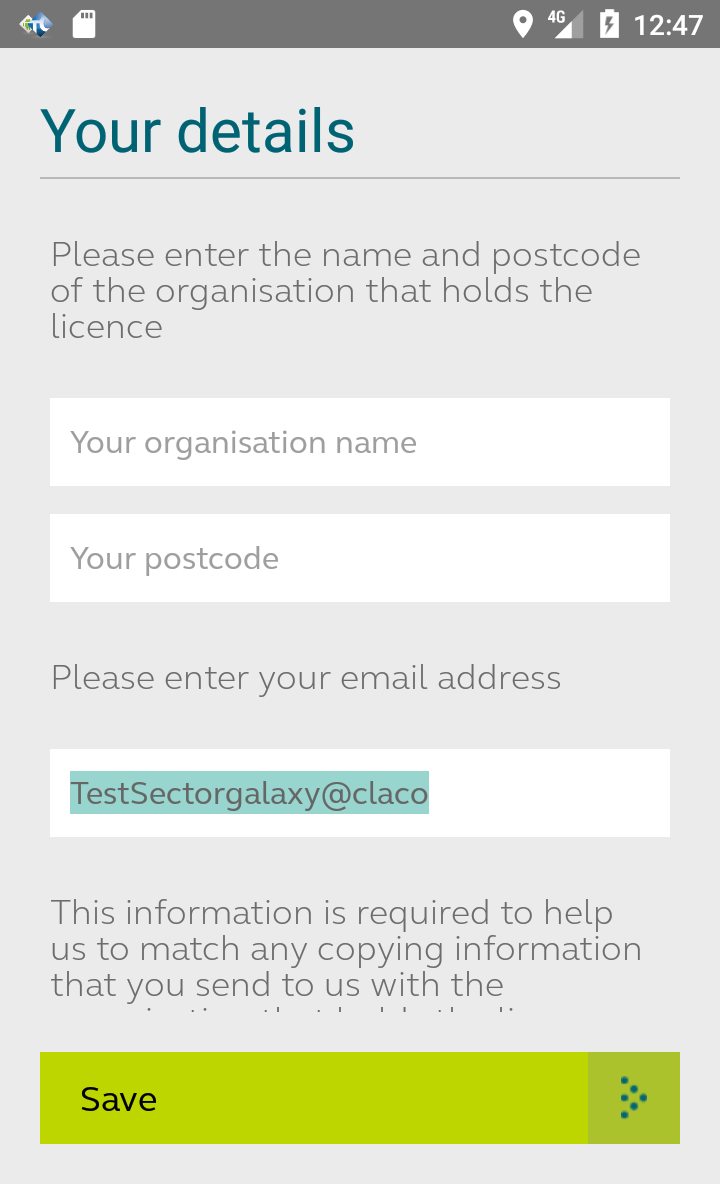 4G 12:47
Your details
Please enter the name and postcode
of the organisation that holds the
licence
Your organisation name
Your postcode
Please enter your email address
TestSectorgalaxy@claco
This information is required to help
us to match any copying information
that you send to us with the
Save